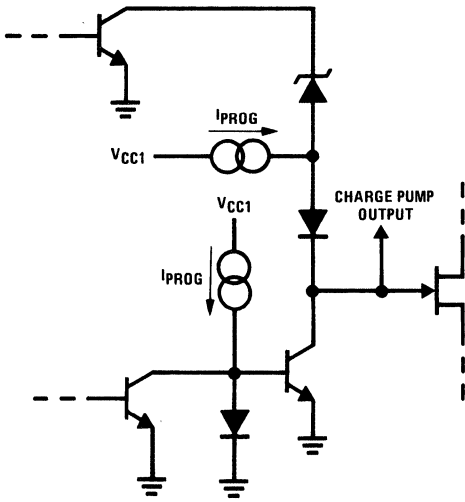 IPROG
VCC1
CHARGE PUMP
OUTPUT
VCC1
IPROG